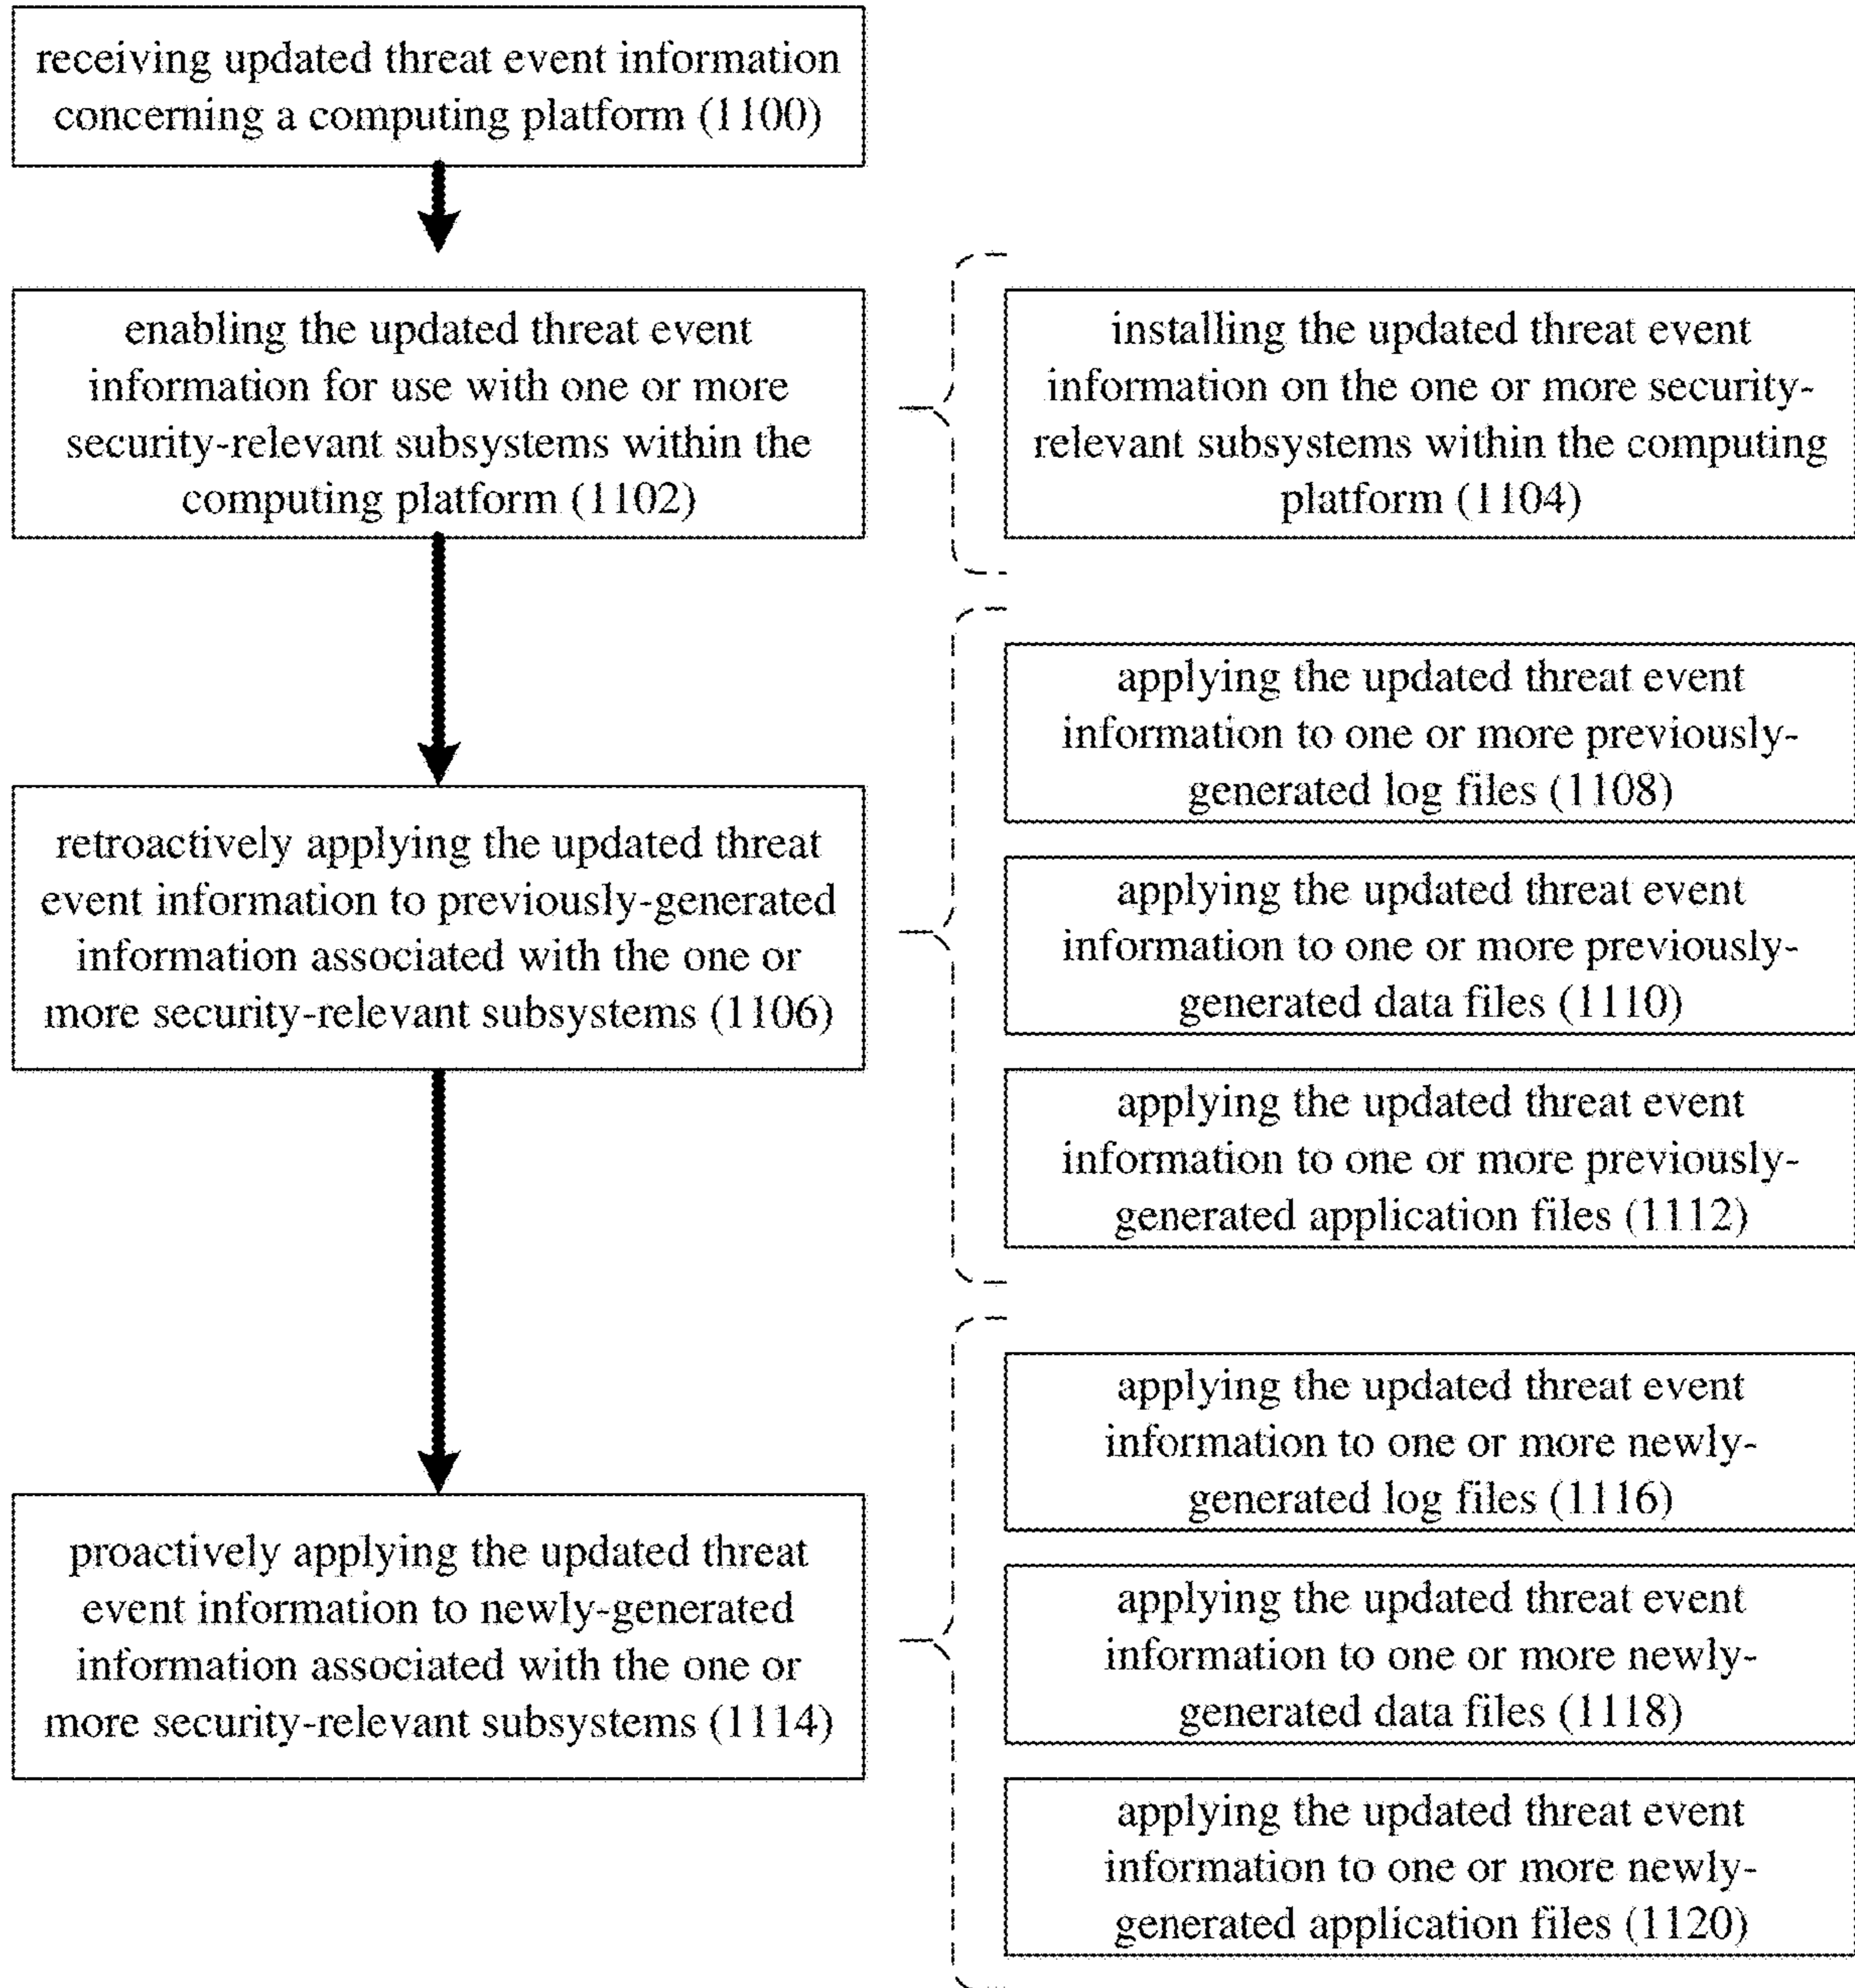 receiving updated threat event information
concerning a computing platform (1100)
enabling the updated threat event
information for use with one or more
security-relevant subsystems within the
computing platform (1102)
installing the updated threat event
information on the one or more security-
relevant subsystems within the computing
platform (1104)
retroactively applying the updated threat
event information to previously-generated
information associated with the one or
more security-relevant subsystems (1106)
applying the updated threat event
information to one or more previously-
generated log files (1108)
applying the updated threat event
information to one or more previously-
generated data files (1110)
applying the updated threat event
information to one or more previously-
generated application files (1112)
proactively applying the updated threat
event information to newly-generated
information associated with the one or
more security-relevant subsystems (1114)
applying the updated threat event
information to one or more newly-
generated log files (1116)
applying the updated threat event
information to one or more newly-
generated data files (1118)
applying the updated threat event
information to one or more newly-
generated application files (1120)